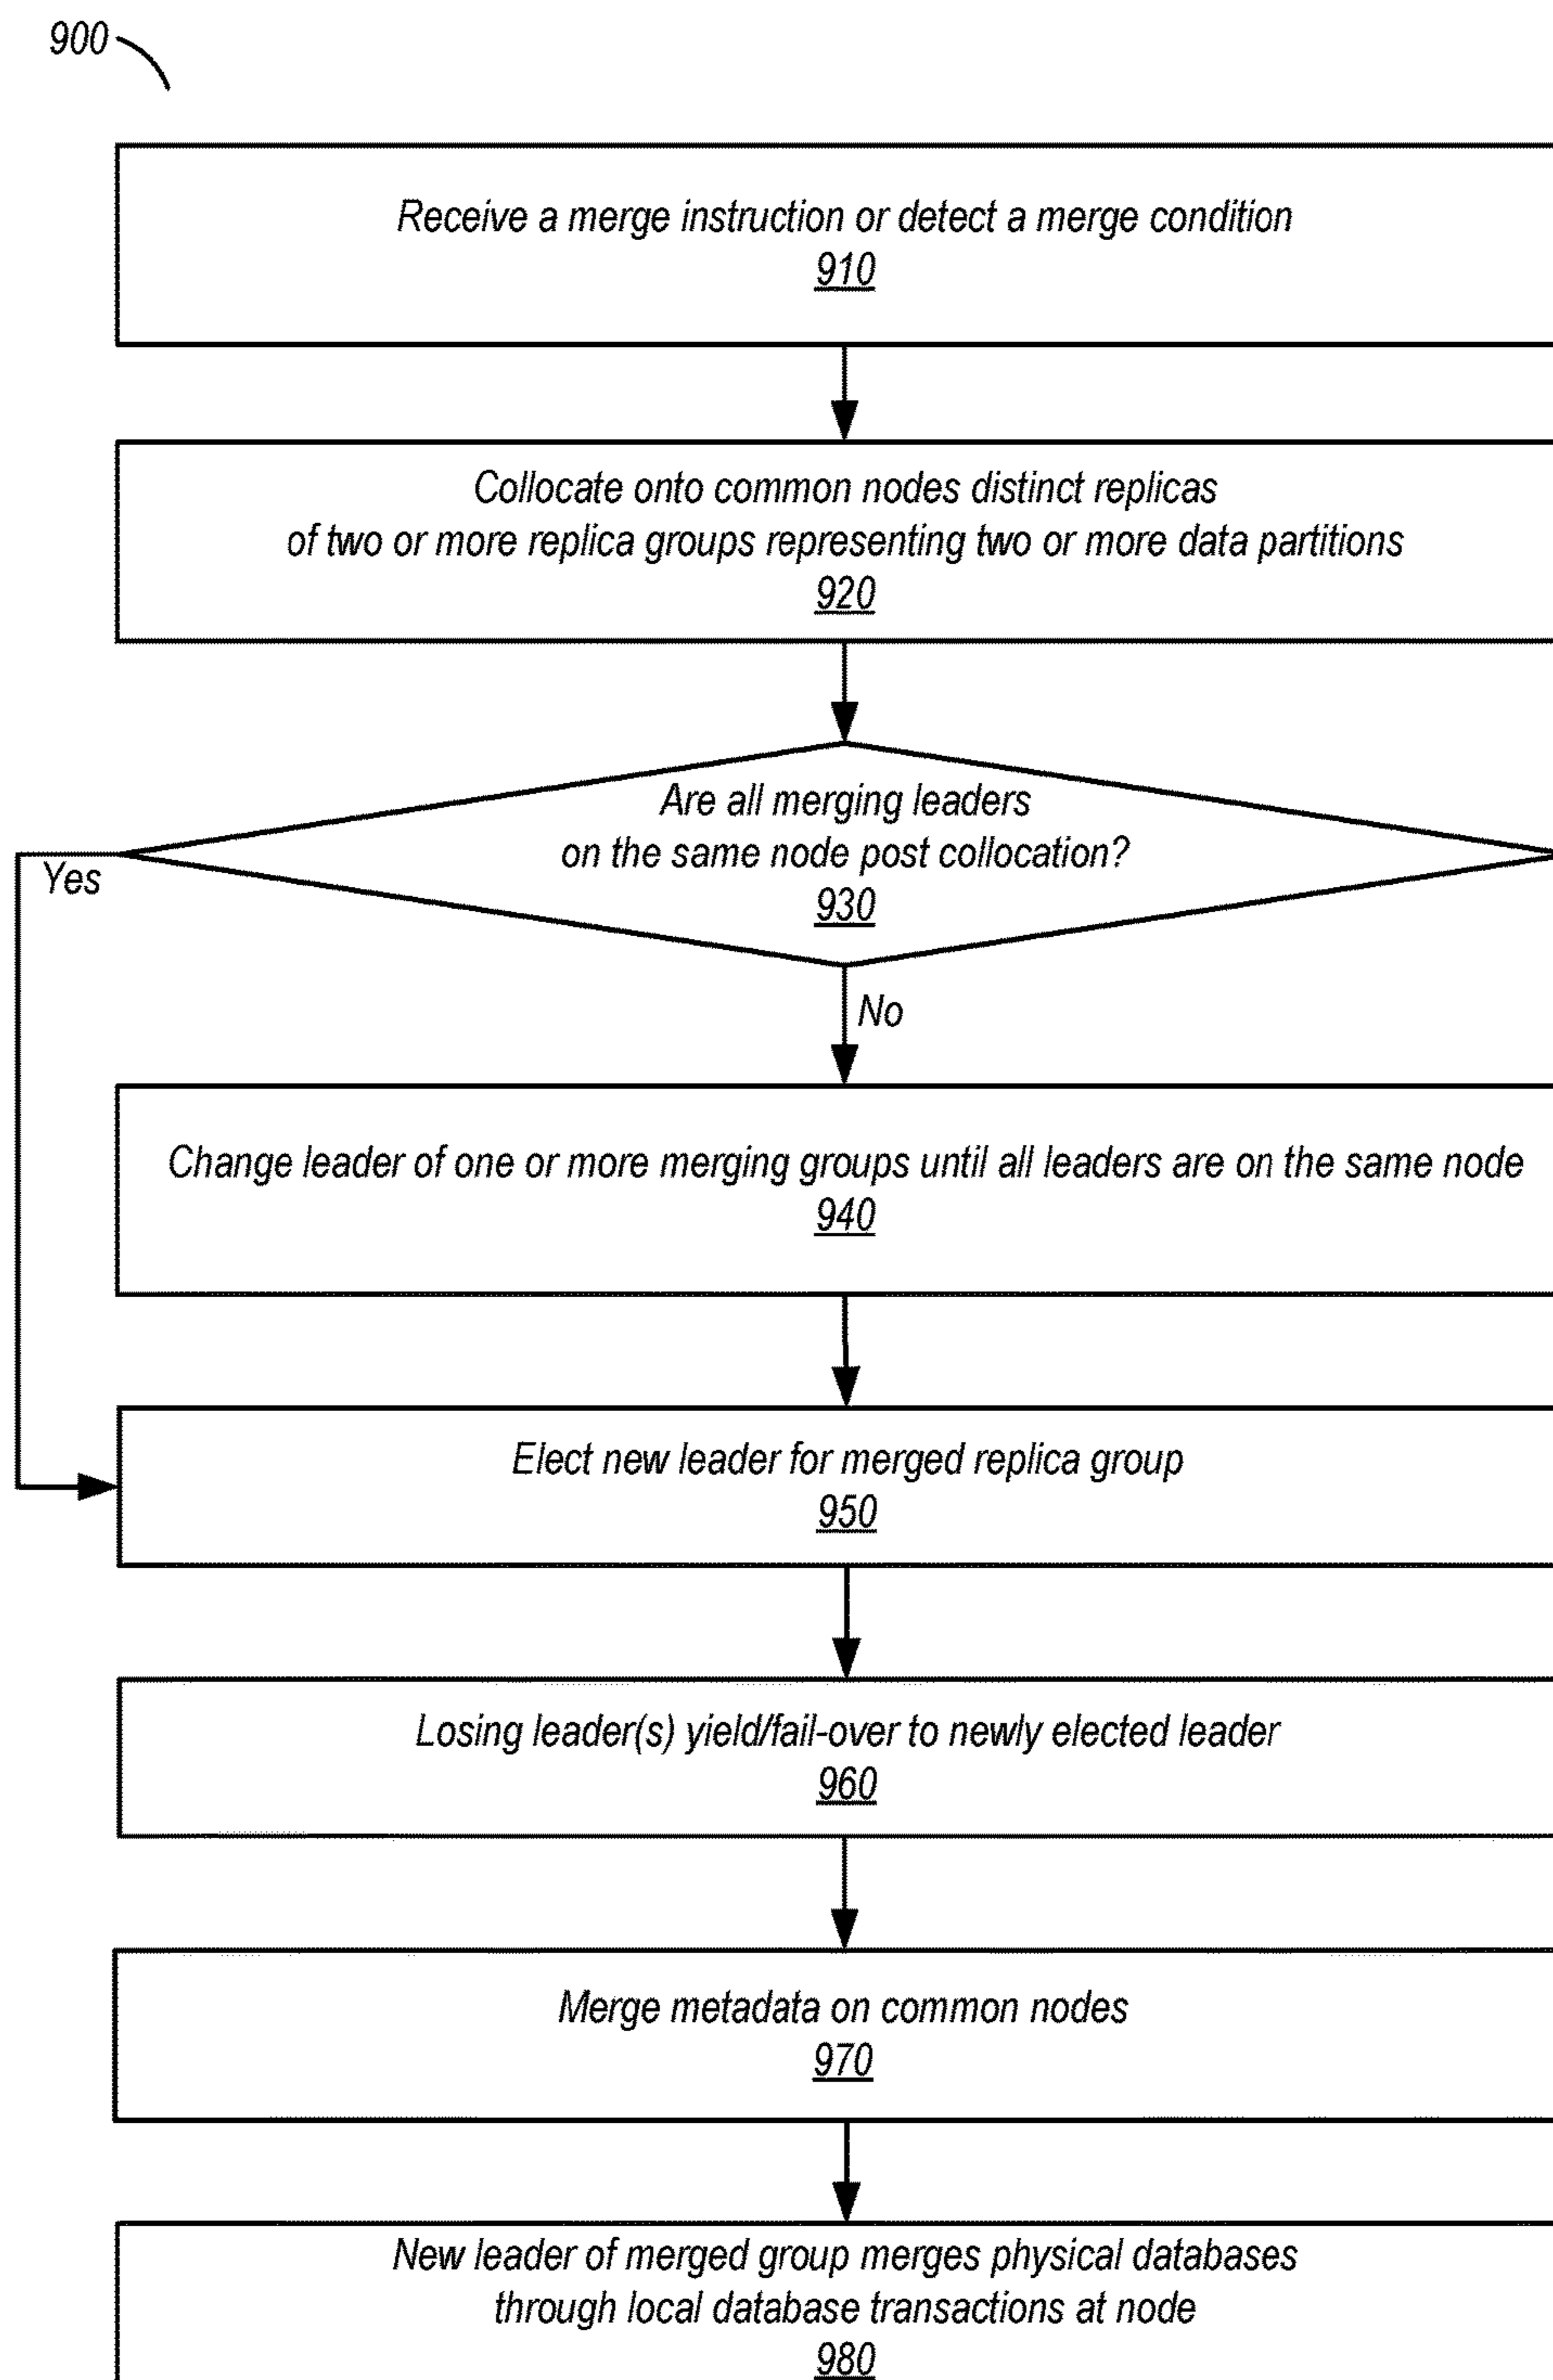 900
Receive a merge instruction or detect a merge condition
910
Collocate onto common nodes distinct replicas
of two or more replica groups representing two or more data partitions
920
Are all merging leaders
on the same node post collocation?
930
Yes
No
Change leader of one or more merging groups until all leaders are on the same node
940
Elect new leader for merged replica group
950
Losing leader(s) yield/fail-over to newly elected leader
960
Merge metadata on common nodes
970
New leader of merged group merges physical databases
through local database transactions at node
980